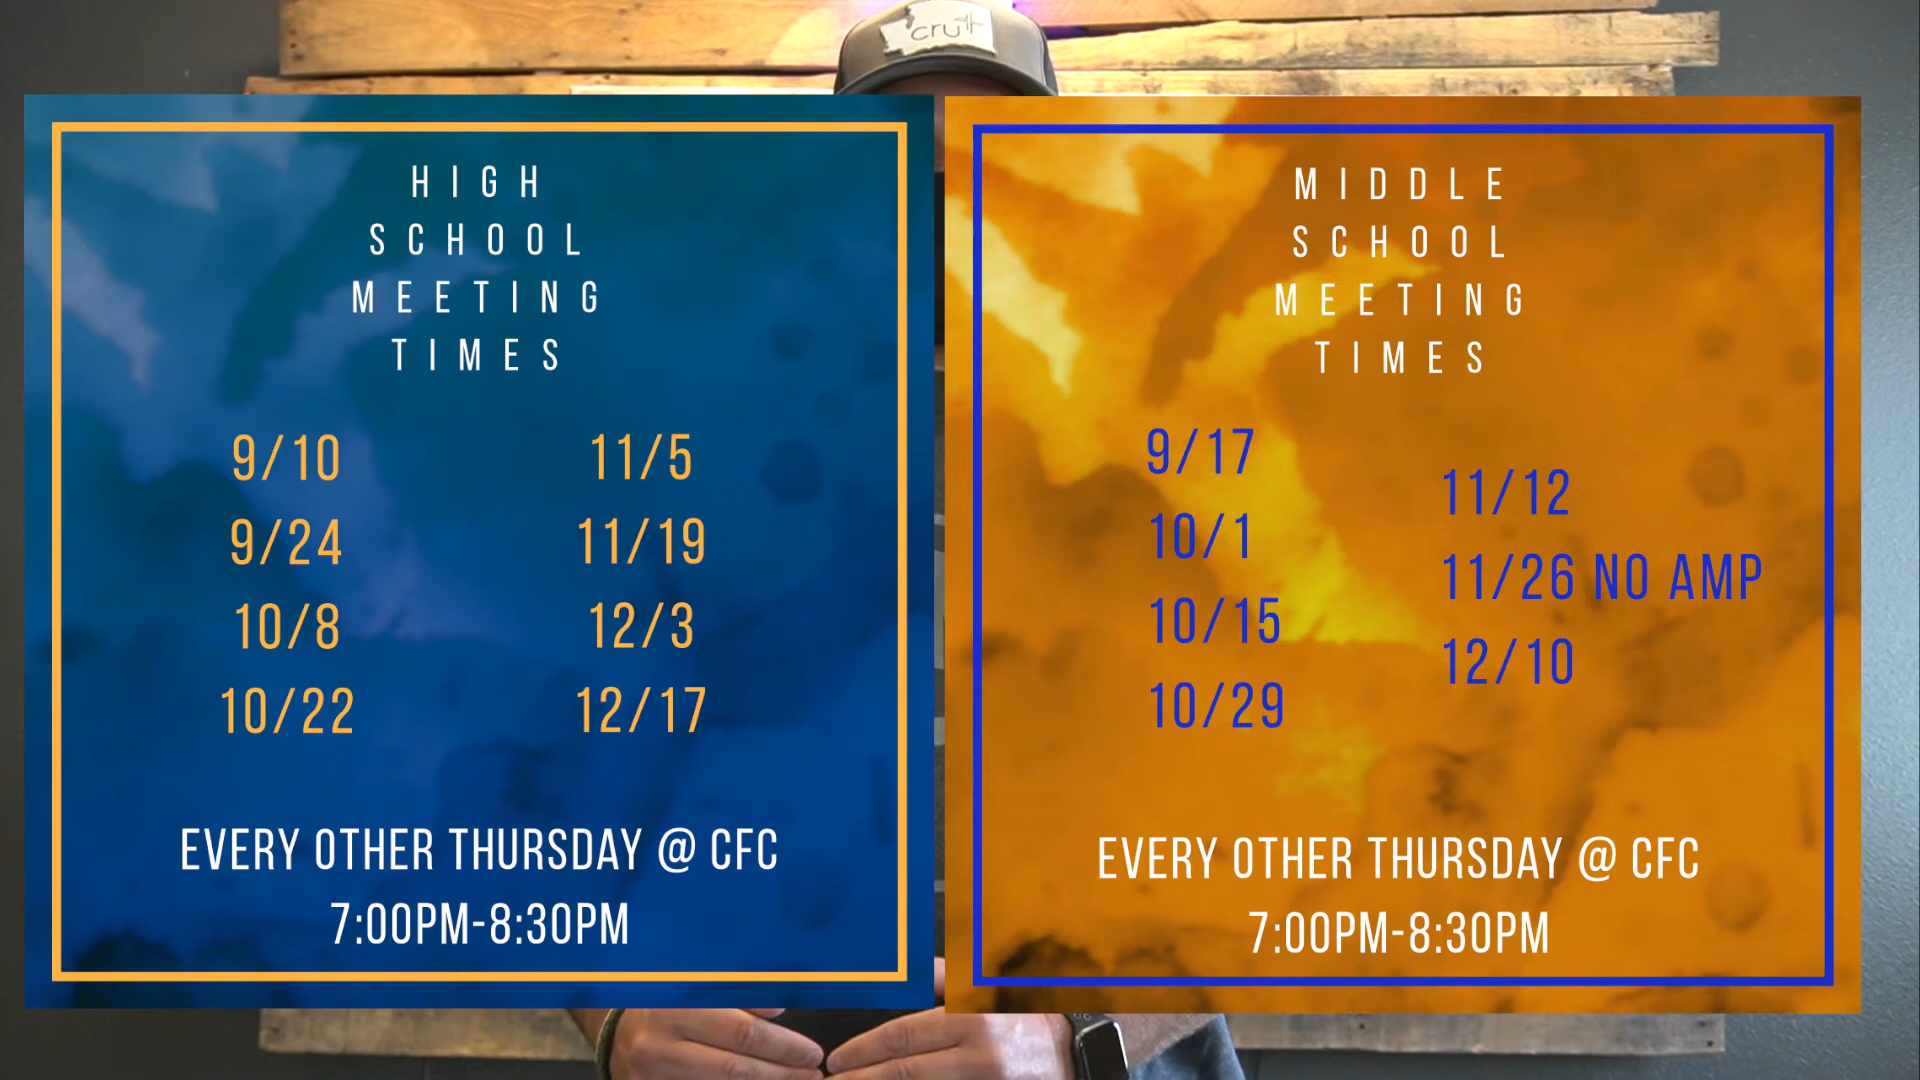 crutt
HIGH
SCHOOL
MEETING
TIMES
9/10
9/24
10/8
10/22
11/5
11/19
12/3
12/17
EVERY OTHER THURSDAY @ CFC
7:00PM-8:30PM
MIDDLE
SCHOOL
MEETING
TIMES
9/17
10/1
10/15
10/29
11/12
11/26 NO AMP
12/10
EVERY OTHER THURSDAY @ CFC
7:00PM-8:30PM